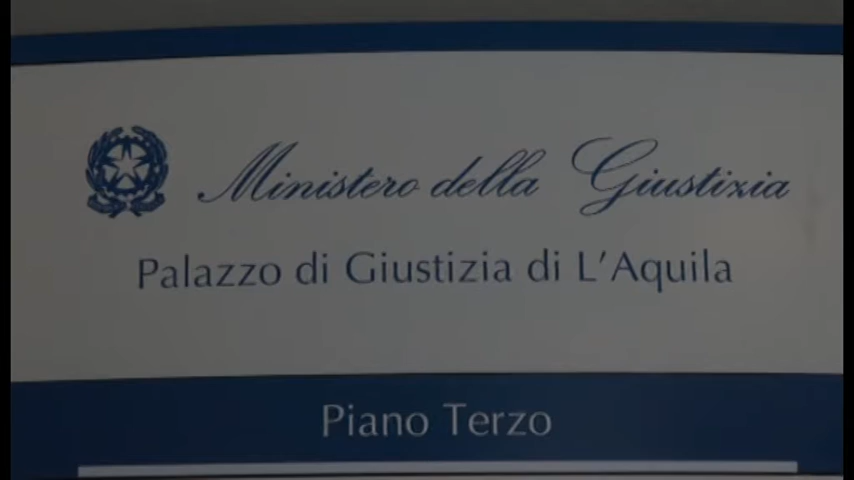 Ministero della Giustizia
Palazzo di Giustizia di L'Aquila
Piano Terzo